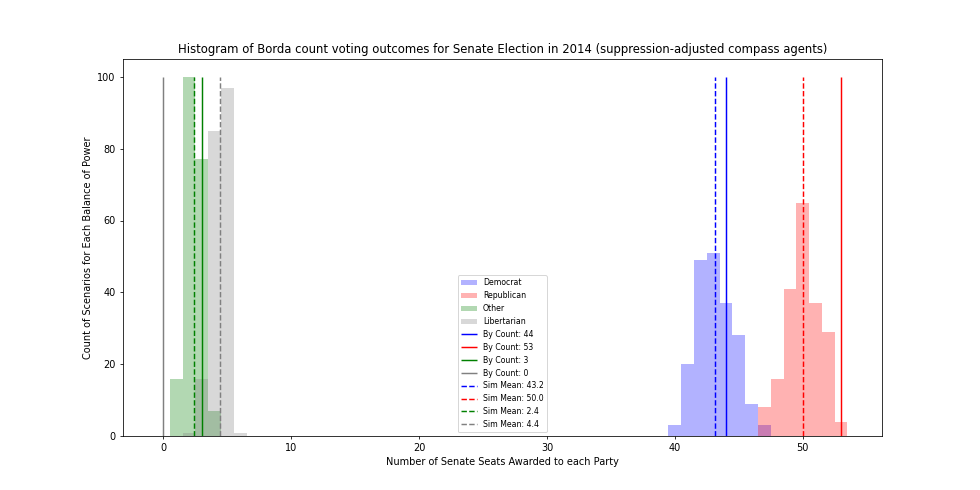 Histogram of Borda count voting outcomes for Senate Election in 2014 (suppression-adjusted compass agents)
Count of Scenarios for Each Balance of Power
100
80
60
40
20
0
Democrat
Republican
Other
Libertarian
By Count: 44
By Count: 53
By Count: 3
By Count: 0
Sim Mean: 43.2
Sim Mean: 50.0
Sim Mean: 2.4
Sim Mean: 4.4
0 10 20 30 40 50
Number of Senate Seats Awarded to each Party